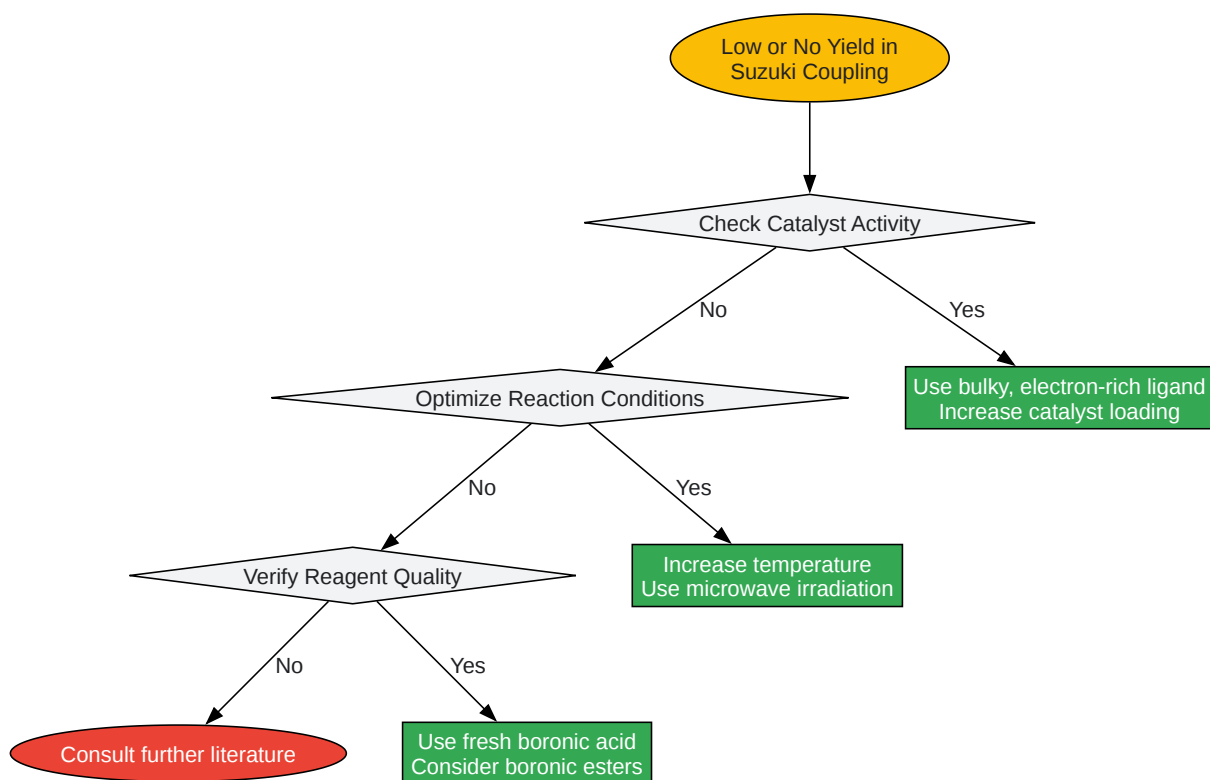 Low or No Yield in
Suzuki Coupling
Check Catalyst Activity
No
Yes
Use bulky, electron-rich ligand
Increase catalyst loading
Optimize Reaction Conditions
No
Yes
Increase temperature
Use microwave irradiation
Verify Reagent Quality
No
Yes
Consult further literature
Use fresh boronic acid
Consider boronic esters